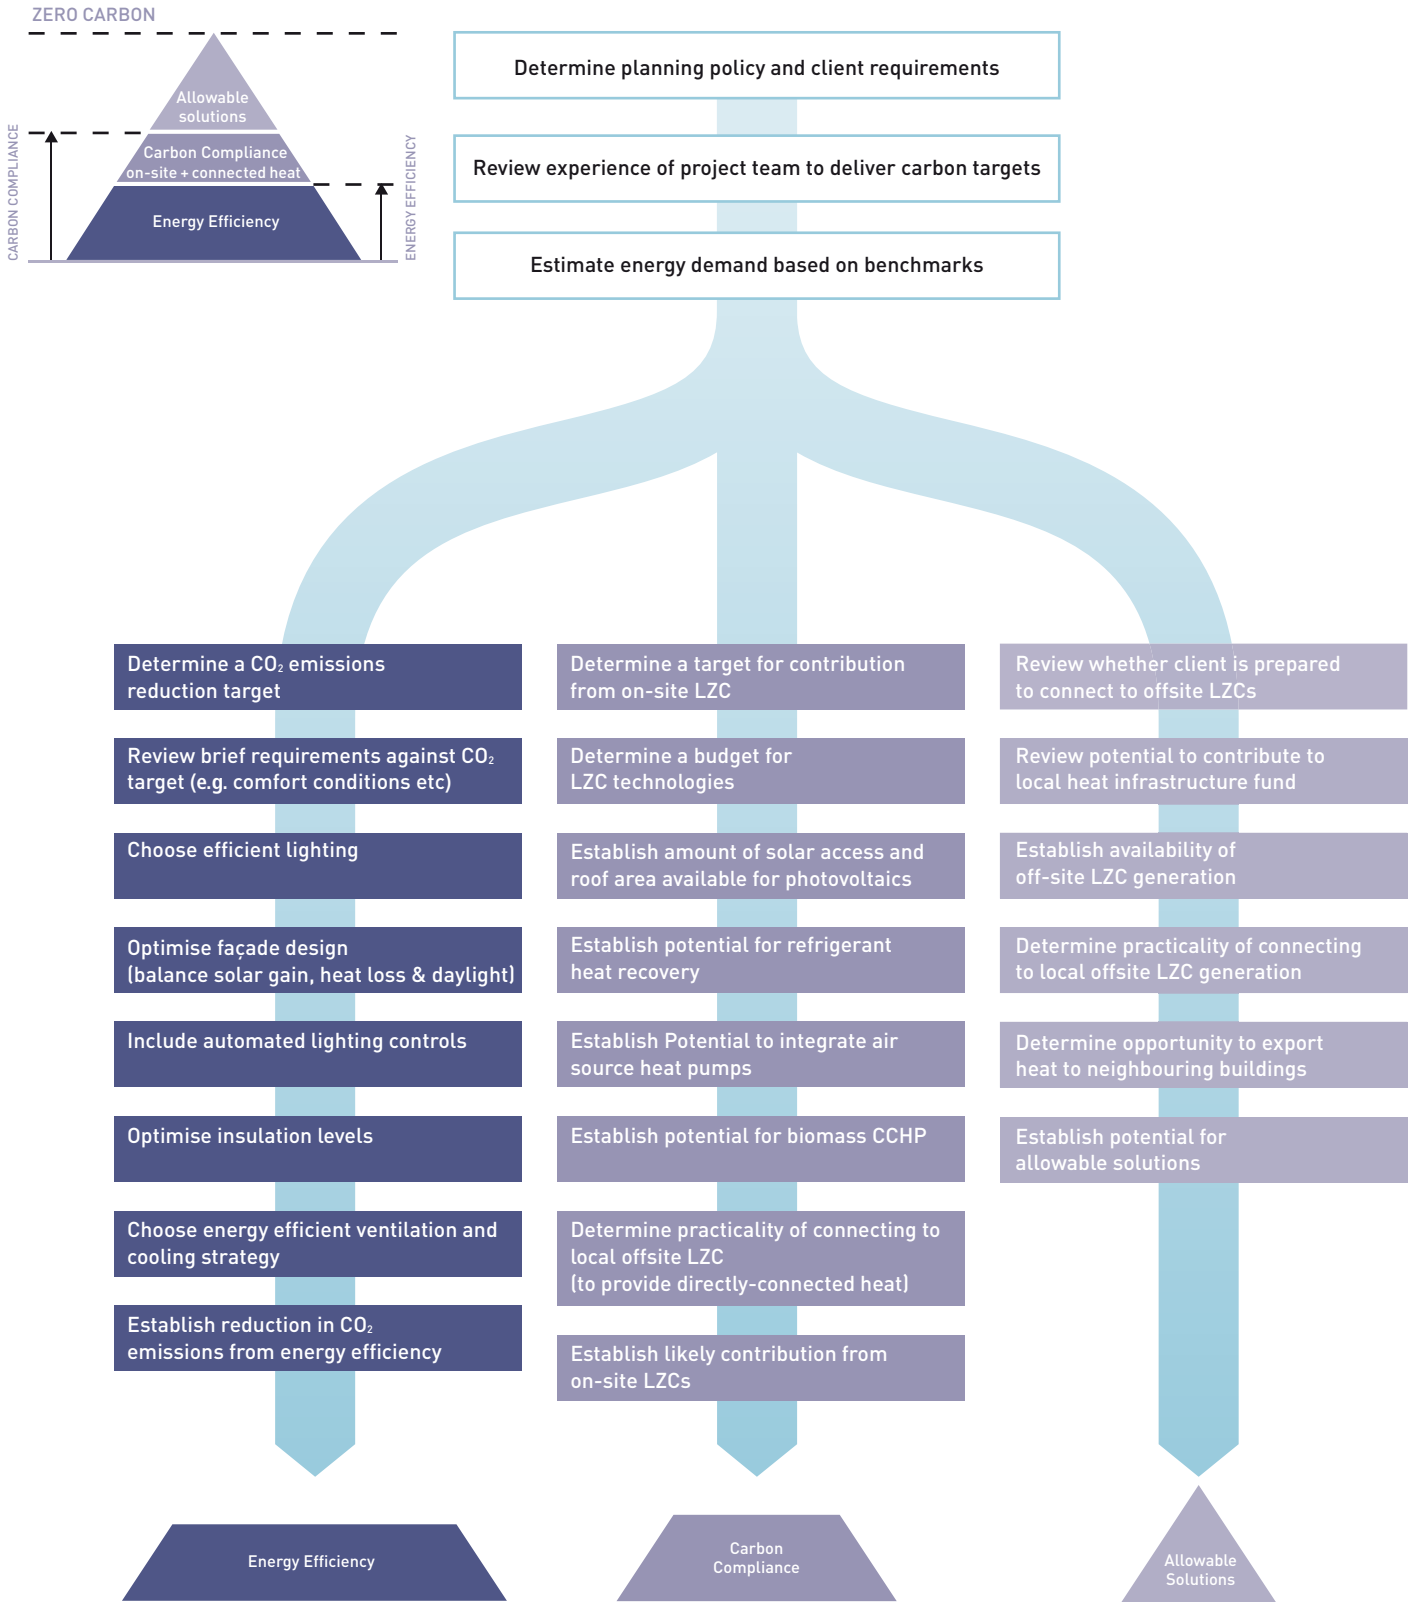 ZERO CARBON
Allowable
solutions
Carbon Compliance
on-site + connected heat
Energy Efficiency
CARBON COMPLIANCE
ENERGY EFFICIENCY
Determine planning policy and client requirements
Review experience of project team to deliver carbon targets
Estimate energy demand based on benchmarks
Determine a CO₂ emissions
reduction target
Review brief requirements against CO₂
target (e.g. comfort conditions etc)
Choose efficient lighting
Optimise façade design
(balance solar gain, heat loss & daylight)
Include automated lighting controls
Optimise insulation levels
Choose energy efficient ventilation and
cooling strategy
Establish reduction in CO₂
emissions from energy efficiency
Energy Efficiency
Determine a target for contribution
from on-site LZC
Determine a budget for
LZC technologies
Establish amount of solar access and
roof area available for photovoltaics
Establish potential for refrigerant
heat recovery
Establish Potential to integrate air
source heat pumps
Establish potential for biomass CCHP
Determine practicality of connecting to
local offsite LZC
(to provide directly-connected heat)
Establish likely contribution from
on-site LZCs
Carbon
Compliance
Review whether client is prepared
to connect to offsite LZCs
Review potential to contribute to
local heat infrastructure fund
Establish availability of
off-site LZC generation
Determine practicality of connecting
to local offsite LZC generation
Determine opportunity to export
heat to neighbouring buildings
Establish potential for
allowable solutions
Allowable
Solutions